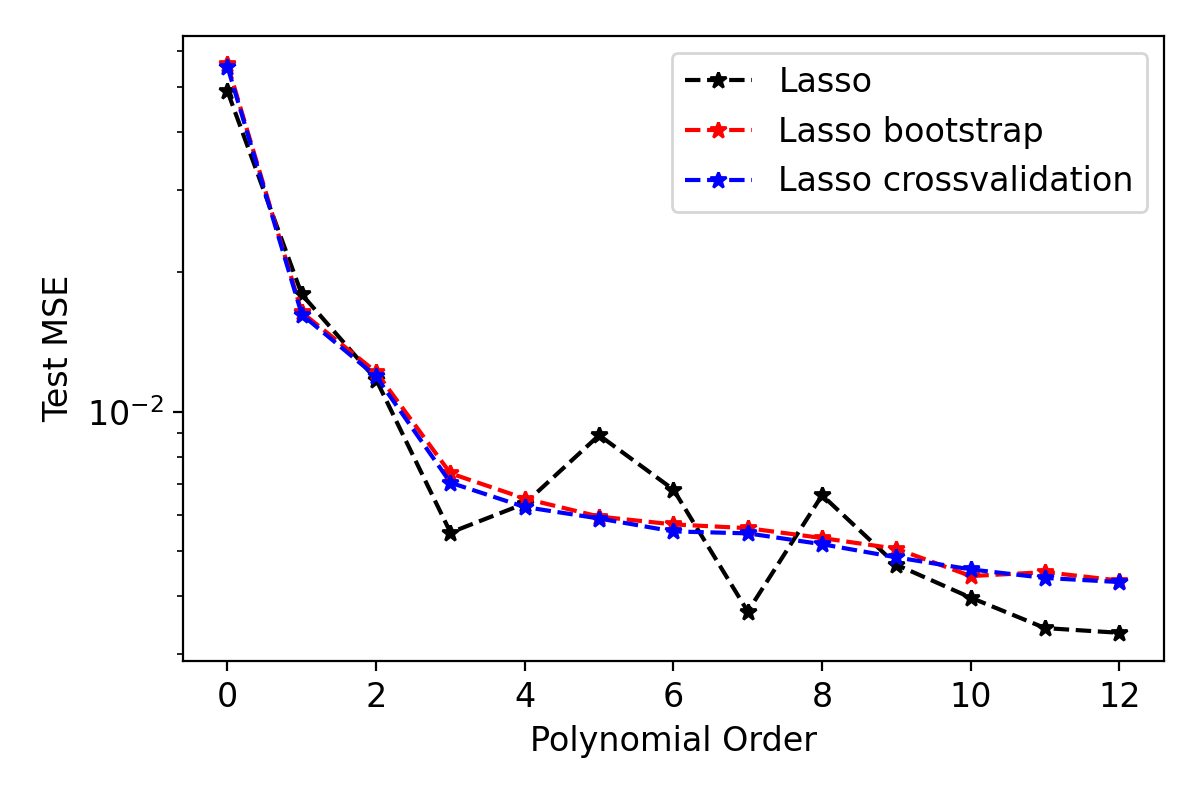 Lasso
Lasso bootstrap
Lasso crossvalidation
Test MSE
10⁻²
0 2 4 6 8 10 12
Polynomial Order